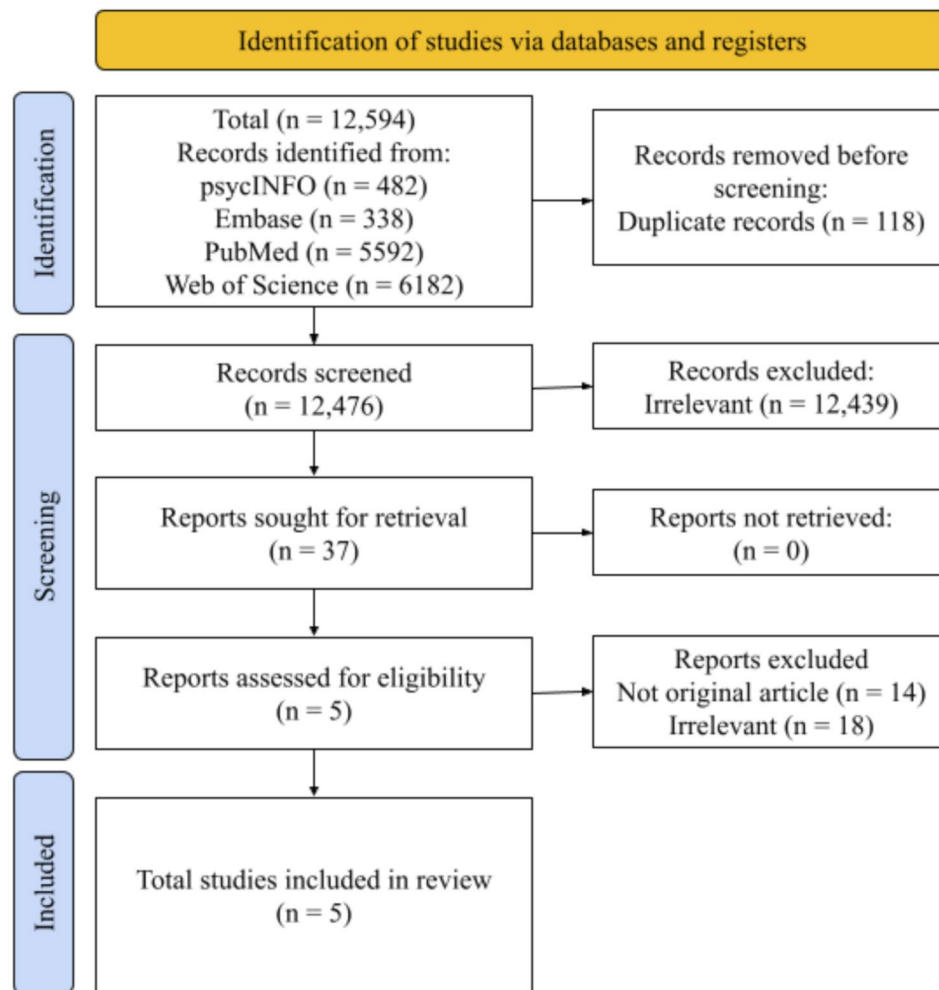 Identification of studies via databases and registers
Identification
Total (n = 12,594)
Records identified from:
psycINFO (n = 482)
Embase (n = 338)
PubMed (n = 5592)
Web of Science (n = 6182)
Records removed before
screening:
Duplicate records (n = 118)
Screening
Records screened
(n = 12,476)
Records excluded:
Irrelevant (n = 12,439)
Reports sought for retrieval
(n = 37)
Reports not retrieved:
(n = 0)
Reports assessed for eligibility
(n = 5)
Reports excluded
Not original article (n = 14)
Irrelevant (n = 18)
Included
Total studies included in review
(n = 5)